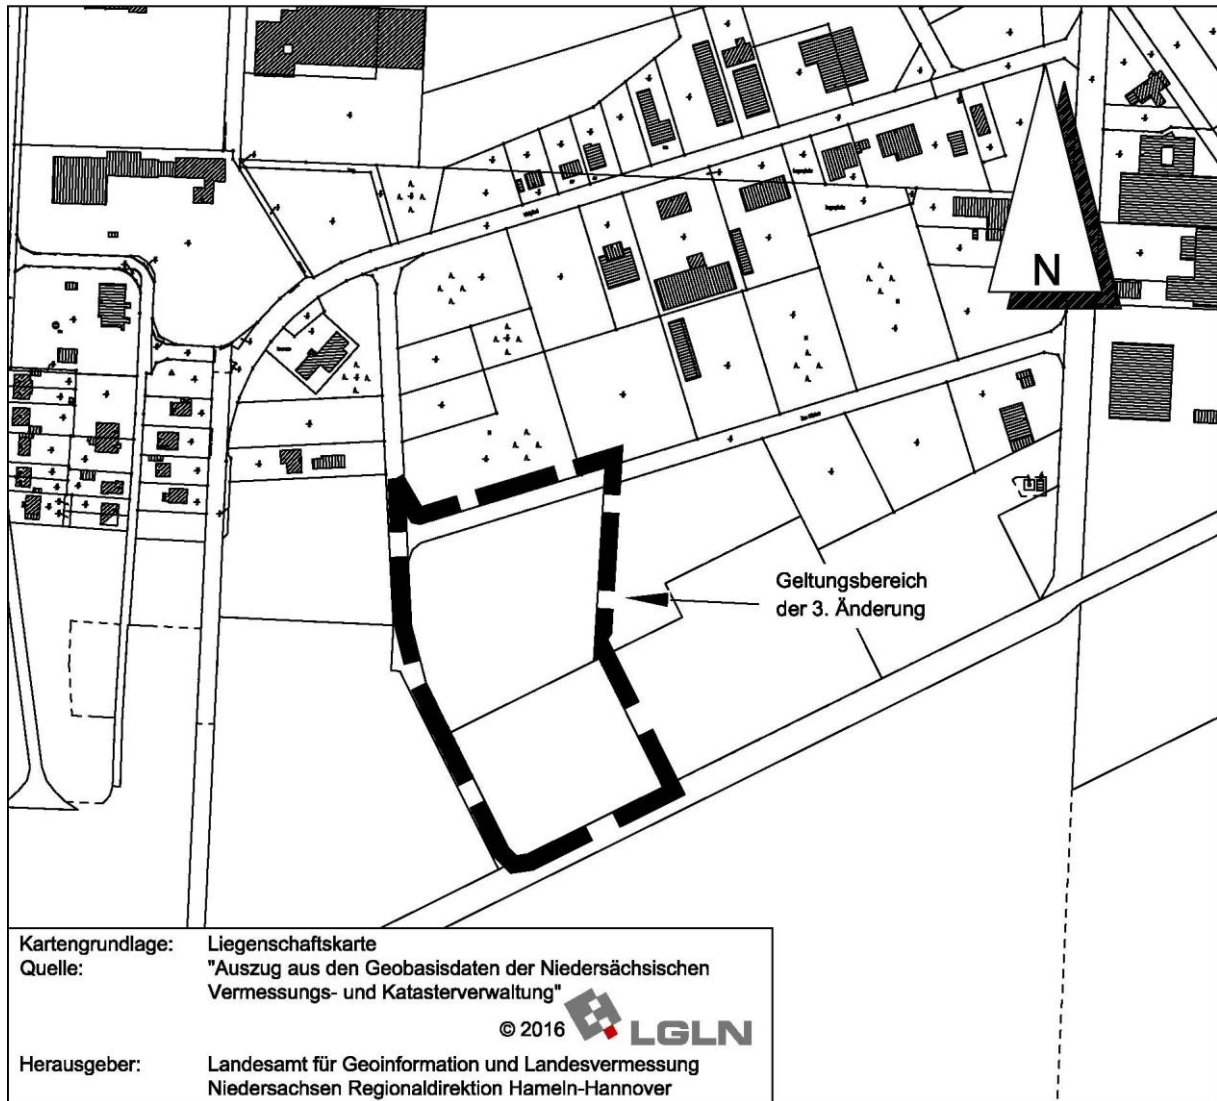 N
Geltungsbereich
der 3. Änderung
Kartengrundlage: Liegenschaftskarte
Quelle: "Auszug aus den Geobasisdaten der Niedersächsischen
Vermessungs- und Katasterverwaltung"
© 2016 LGLN
Herausgeber: Landesamt für Geoinformation und Landesvermessung
Niedersachsen Regionaldirektion Hameln-Hannover